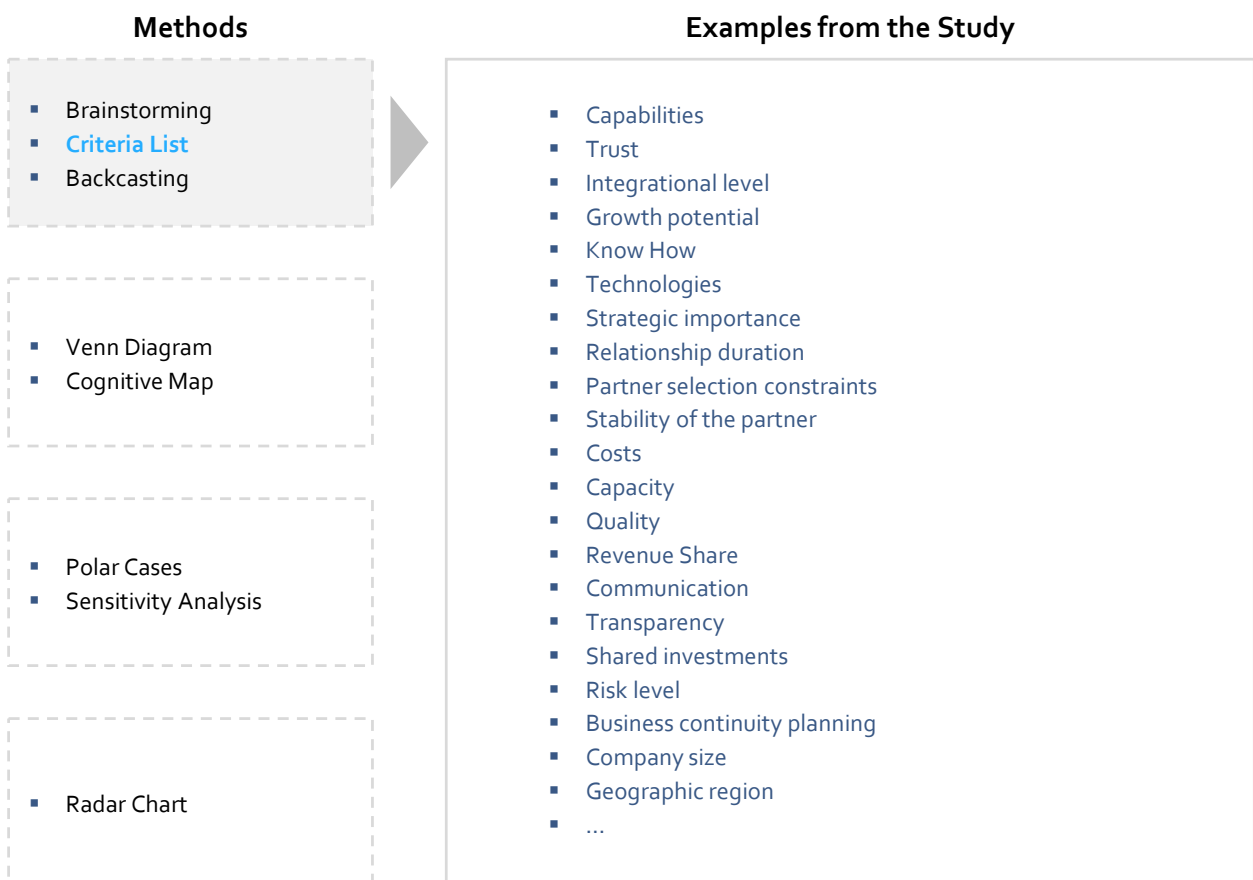 Methods
Brainstorming
Criteria List
Backcasting
Venn Diagram
Cognitive Map
Polar Cases
Sensitivity Analysis
Radar Chart
Examples from the Study
Capabilities
Trust
Integrational level
Growth potential
Know How
Technologies
Strategic importance
Relationship duration
Partner selection constraints
Stability of the partner
Costs
Capacity
Quality
Revenue Share
Communication
Transparency
Shared investments
Risk level
Business continuity planning
Company size
Geographic region
...